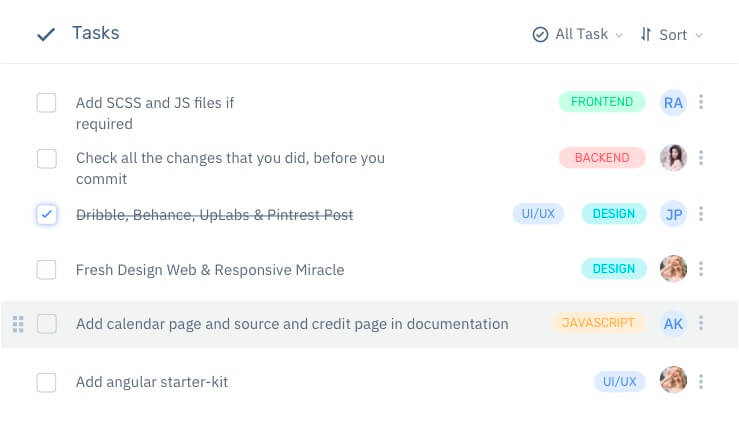 Tasks
All Task
Sort
Add SCSS and JS files if
required
FRONTEND
RA
Check all the changes that you did, before you
commit
BACKEND
Dribble, Behance, UpLabs & Pintrest Post
UI/UX
DESIGN
JP
Fresh Design Web & Responsive Miracle
DESIGN
Add calendar page and source and credit page in documentation
JAVASCRIPT
AK
Add angular starter-kit
UI/UX